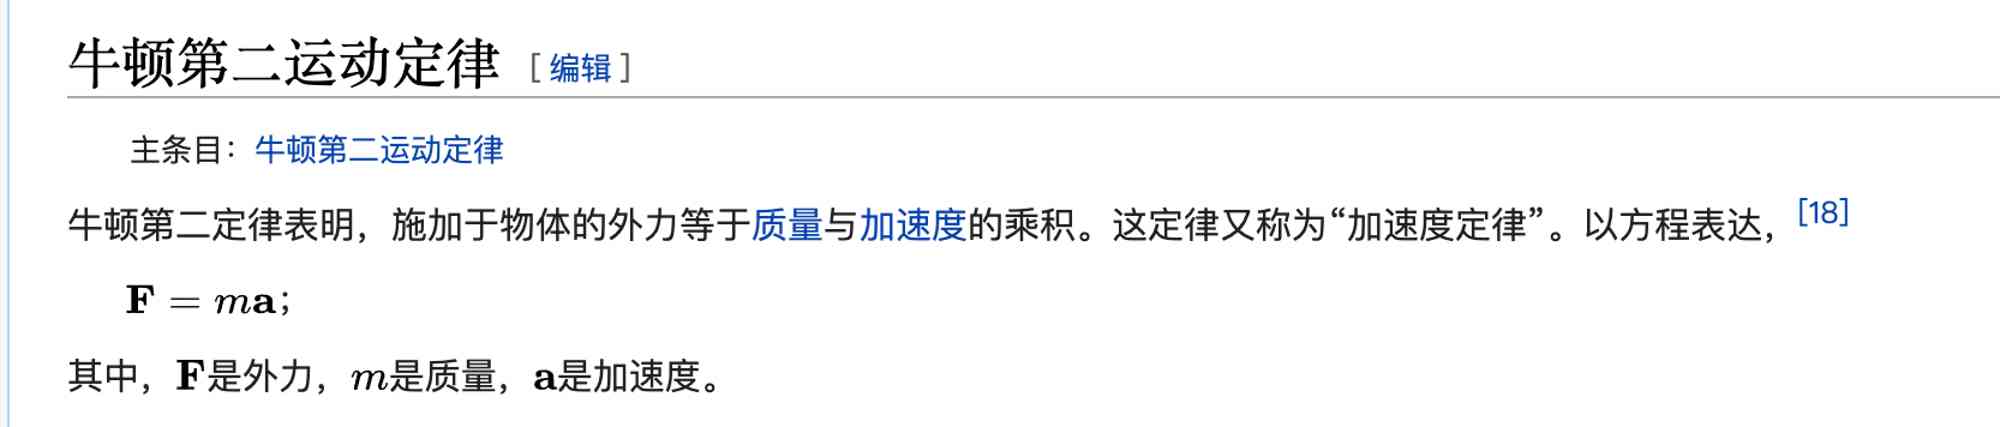 牛顿第二运动定律 [编辑]
主条目：牛顿第二运动定律
牛顿第二定律表明，施加于物体的外力等于质量与加速度的乘积。这定律又称为“加速度定律”。以方程表达，[18]
F = ma；
其中，F是外力，m是质量，a是加速度。